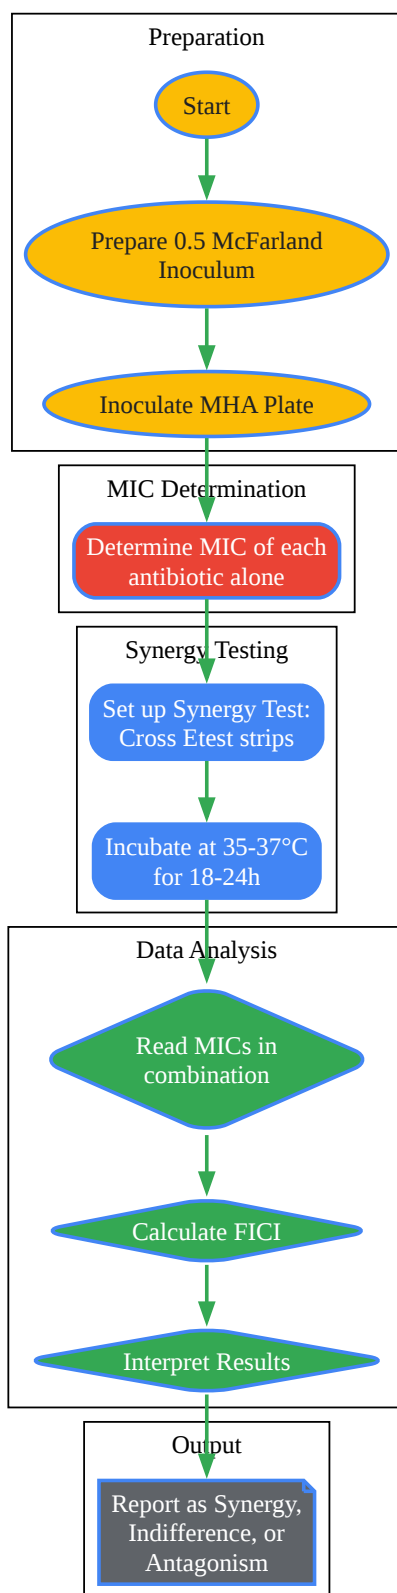 Preparation
Start
Prepare 0.5 McFarland
Inoculum
Inoculate MHA Plate
MIC Determination
Determine MIC of each
antibiotic alone
Synergy Testing
Set up Synergy Test:
Cross Etest strips
Incubate at 35-37°C
for 18-24h
Data Analysis
Read MICs in
combination
Calculate FICI
Interpret Results
Output
Report as Synergy,
Indifference, or
Antagonism